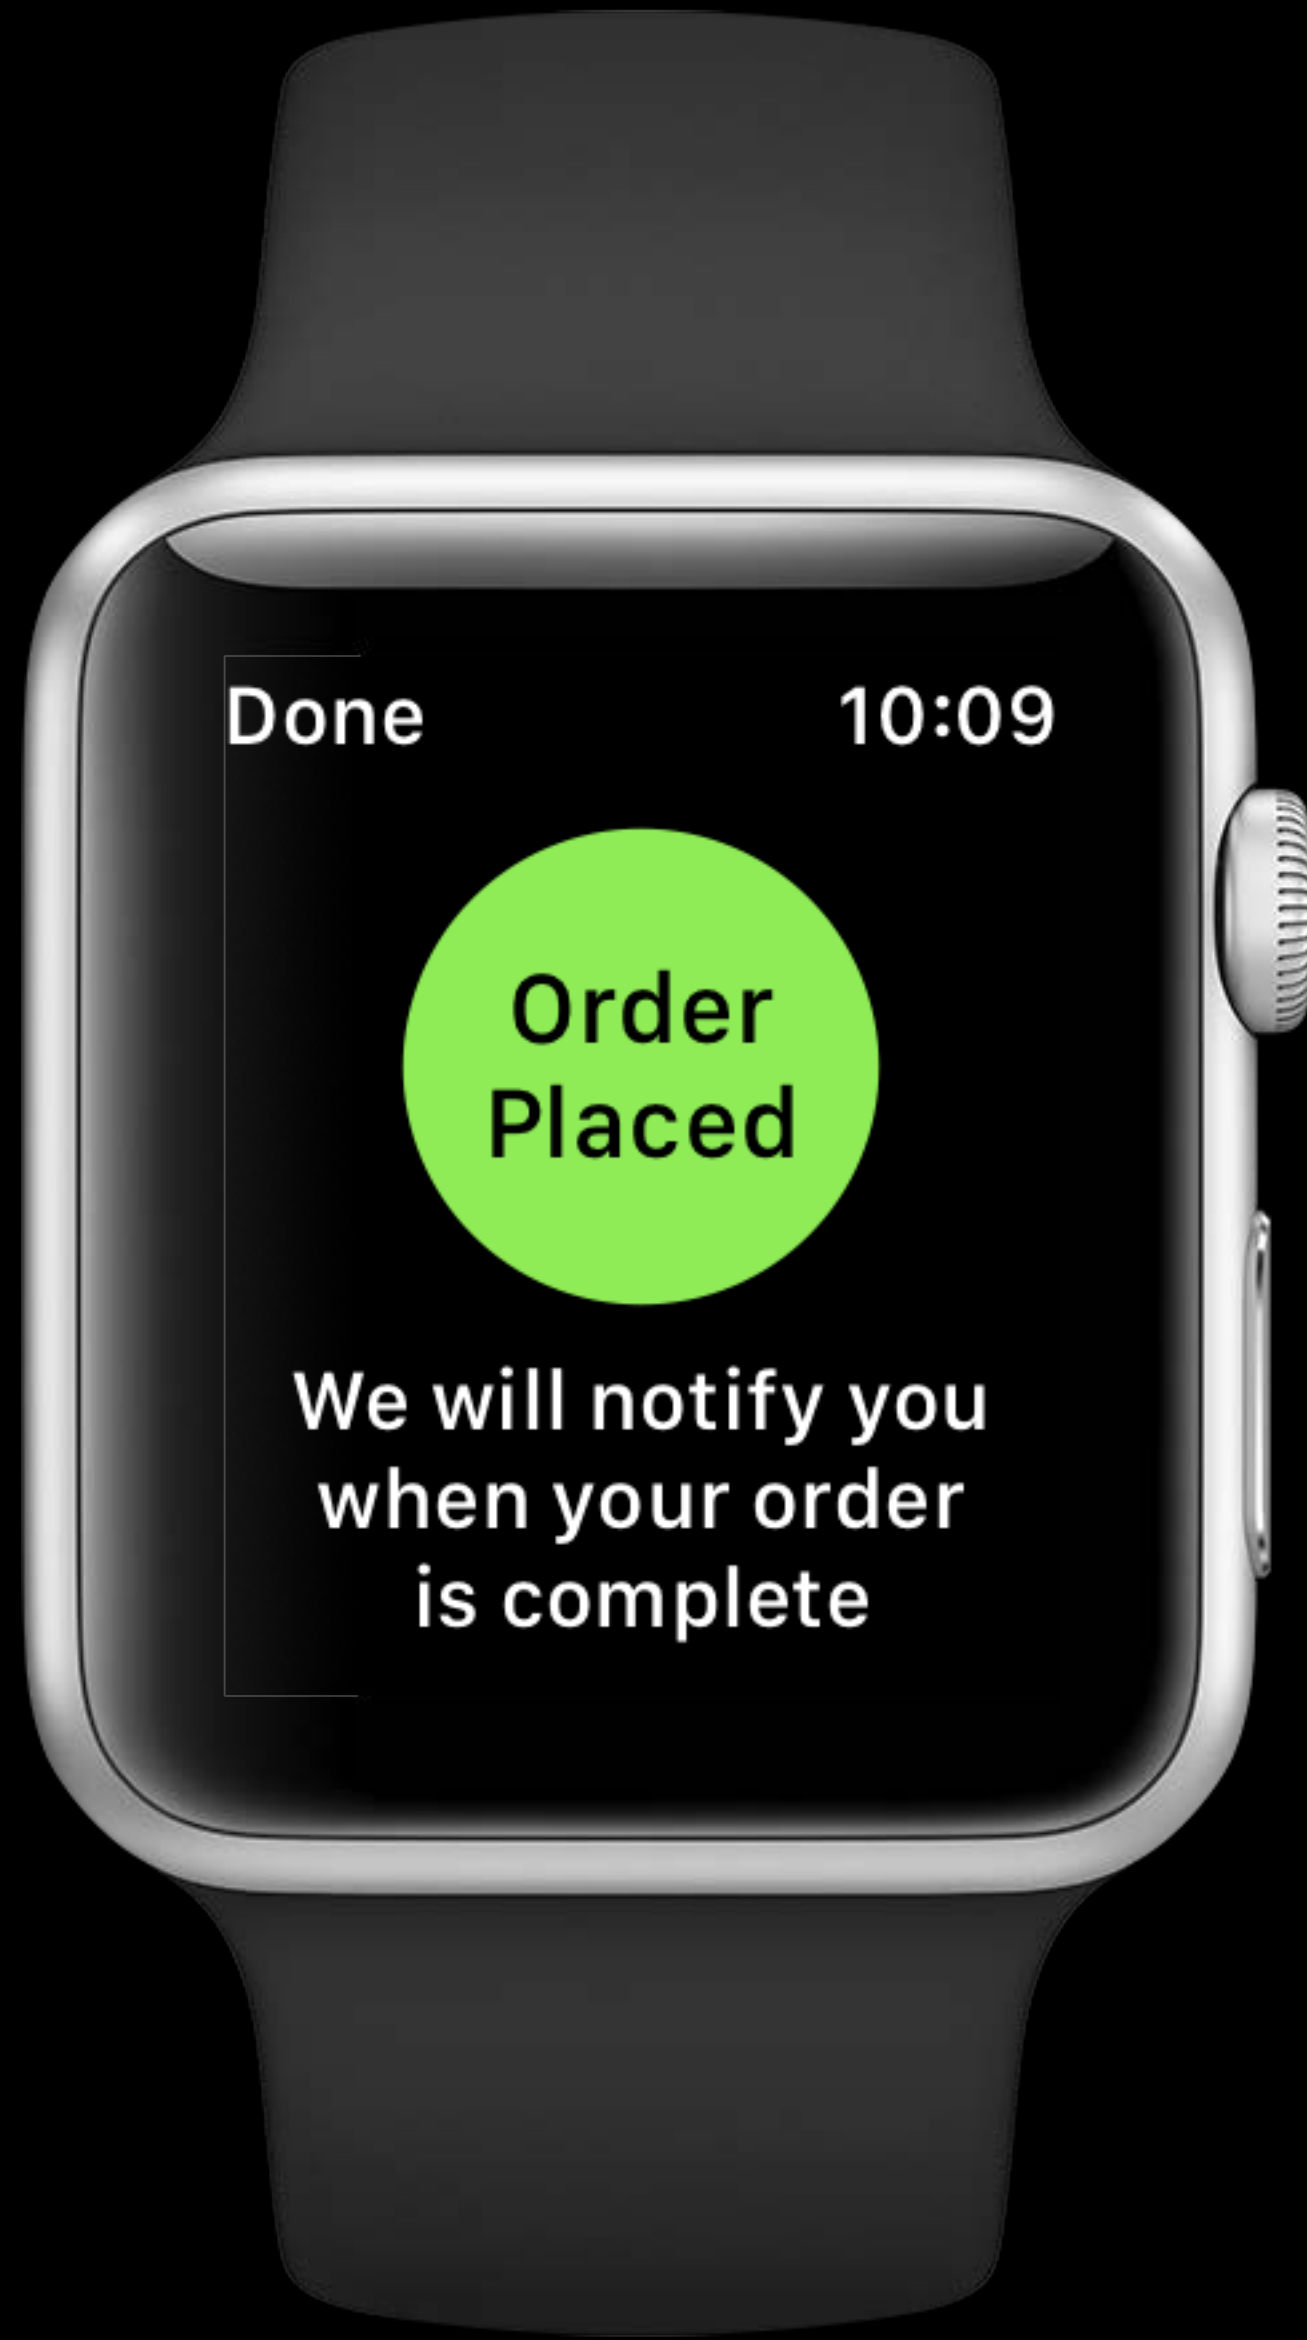 Done 10:09
Order
Placed
We will notify you
when your order
is complete